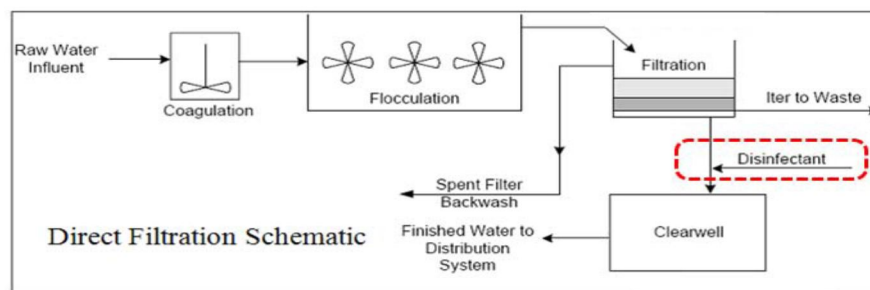 Raw Water
Influent
Coagulation
Flocculation
Filtration
Iter to Waste
Disinfectant
Spent Filter
Backwash
Direct Filtration Schematic
Finished Water to
Distribution
System
Clearwell